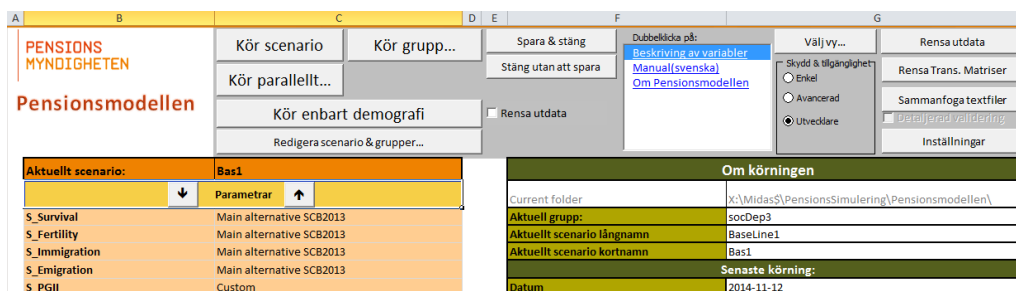 A B C D E F G
PENSIONS
MYNDIGHETEN
Pensionsmodellen
Kör scenario
Kör grupp...
Kör parallellt...
Kör enbart demografi
Redigera scenario & grupper...
Spara & stäng
Stäng utan att spara
Rensa utdata
Dubbelklicka på:
Beskriving av variabler
Manual(svenska)
Om Pensionsmodellen
Välj vy...
Skydd & tillgänglighet
Enkel
Avancerad
Utvecklare
Rensa utdata
Rensa Trans. Matriser
Sammanfoga textfiler
Detaljerad validering
Inställningar
Aktuellt scenario: Bas1
Parametrar
S_Survival Main alternative SCB2013
S_Fertility Main alternative SCB2013
S_Immigration Main alternative SCB2013
S_Emigration Main alternative SCB2013
S_PGII Custom
Om körningen
Current folder X:\Midas$\PensionsSimulering\Pensionsmodellen\
Aktuell grupp: socDep3
Aktuellt scenario långnamn BaseLine1
Aktuellt scenario kortnamn Bas1
Senaste körning:
Datum 2014-11-12